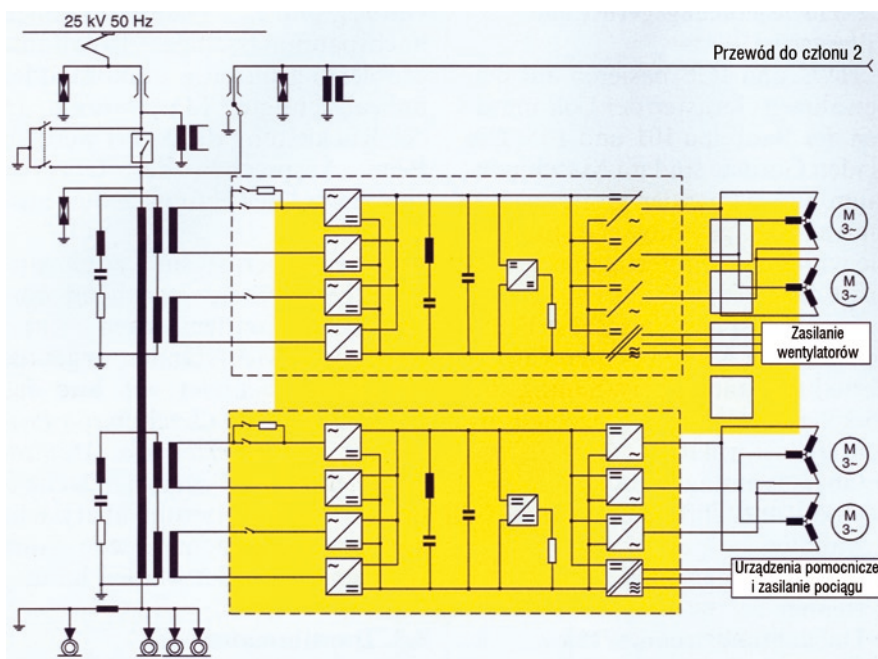 25 kV 50 Hz
Przewód do członu 2
M
3~
M
3~
Zasilanie
wentylatorów
M
3~
M
3~
Urządzenia pomocnicze
i zasilanie pociągu